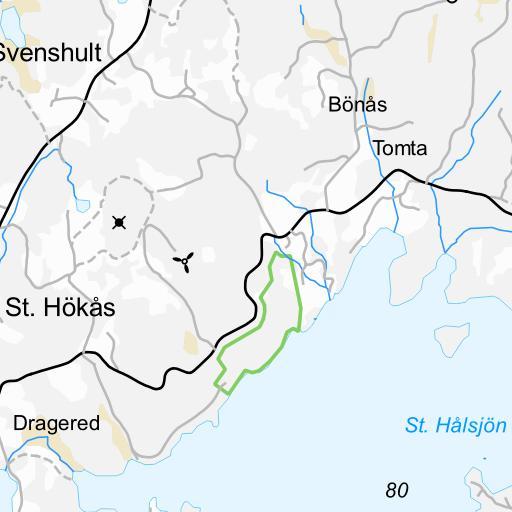 Svenshult
Bönås
Tomta
St. Hökås
Dragered
St. Hålsjön
80